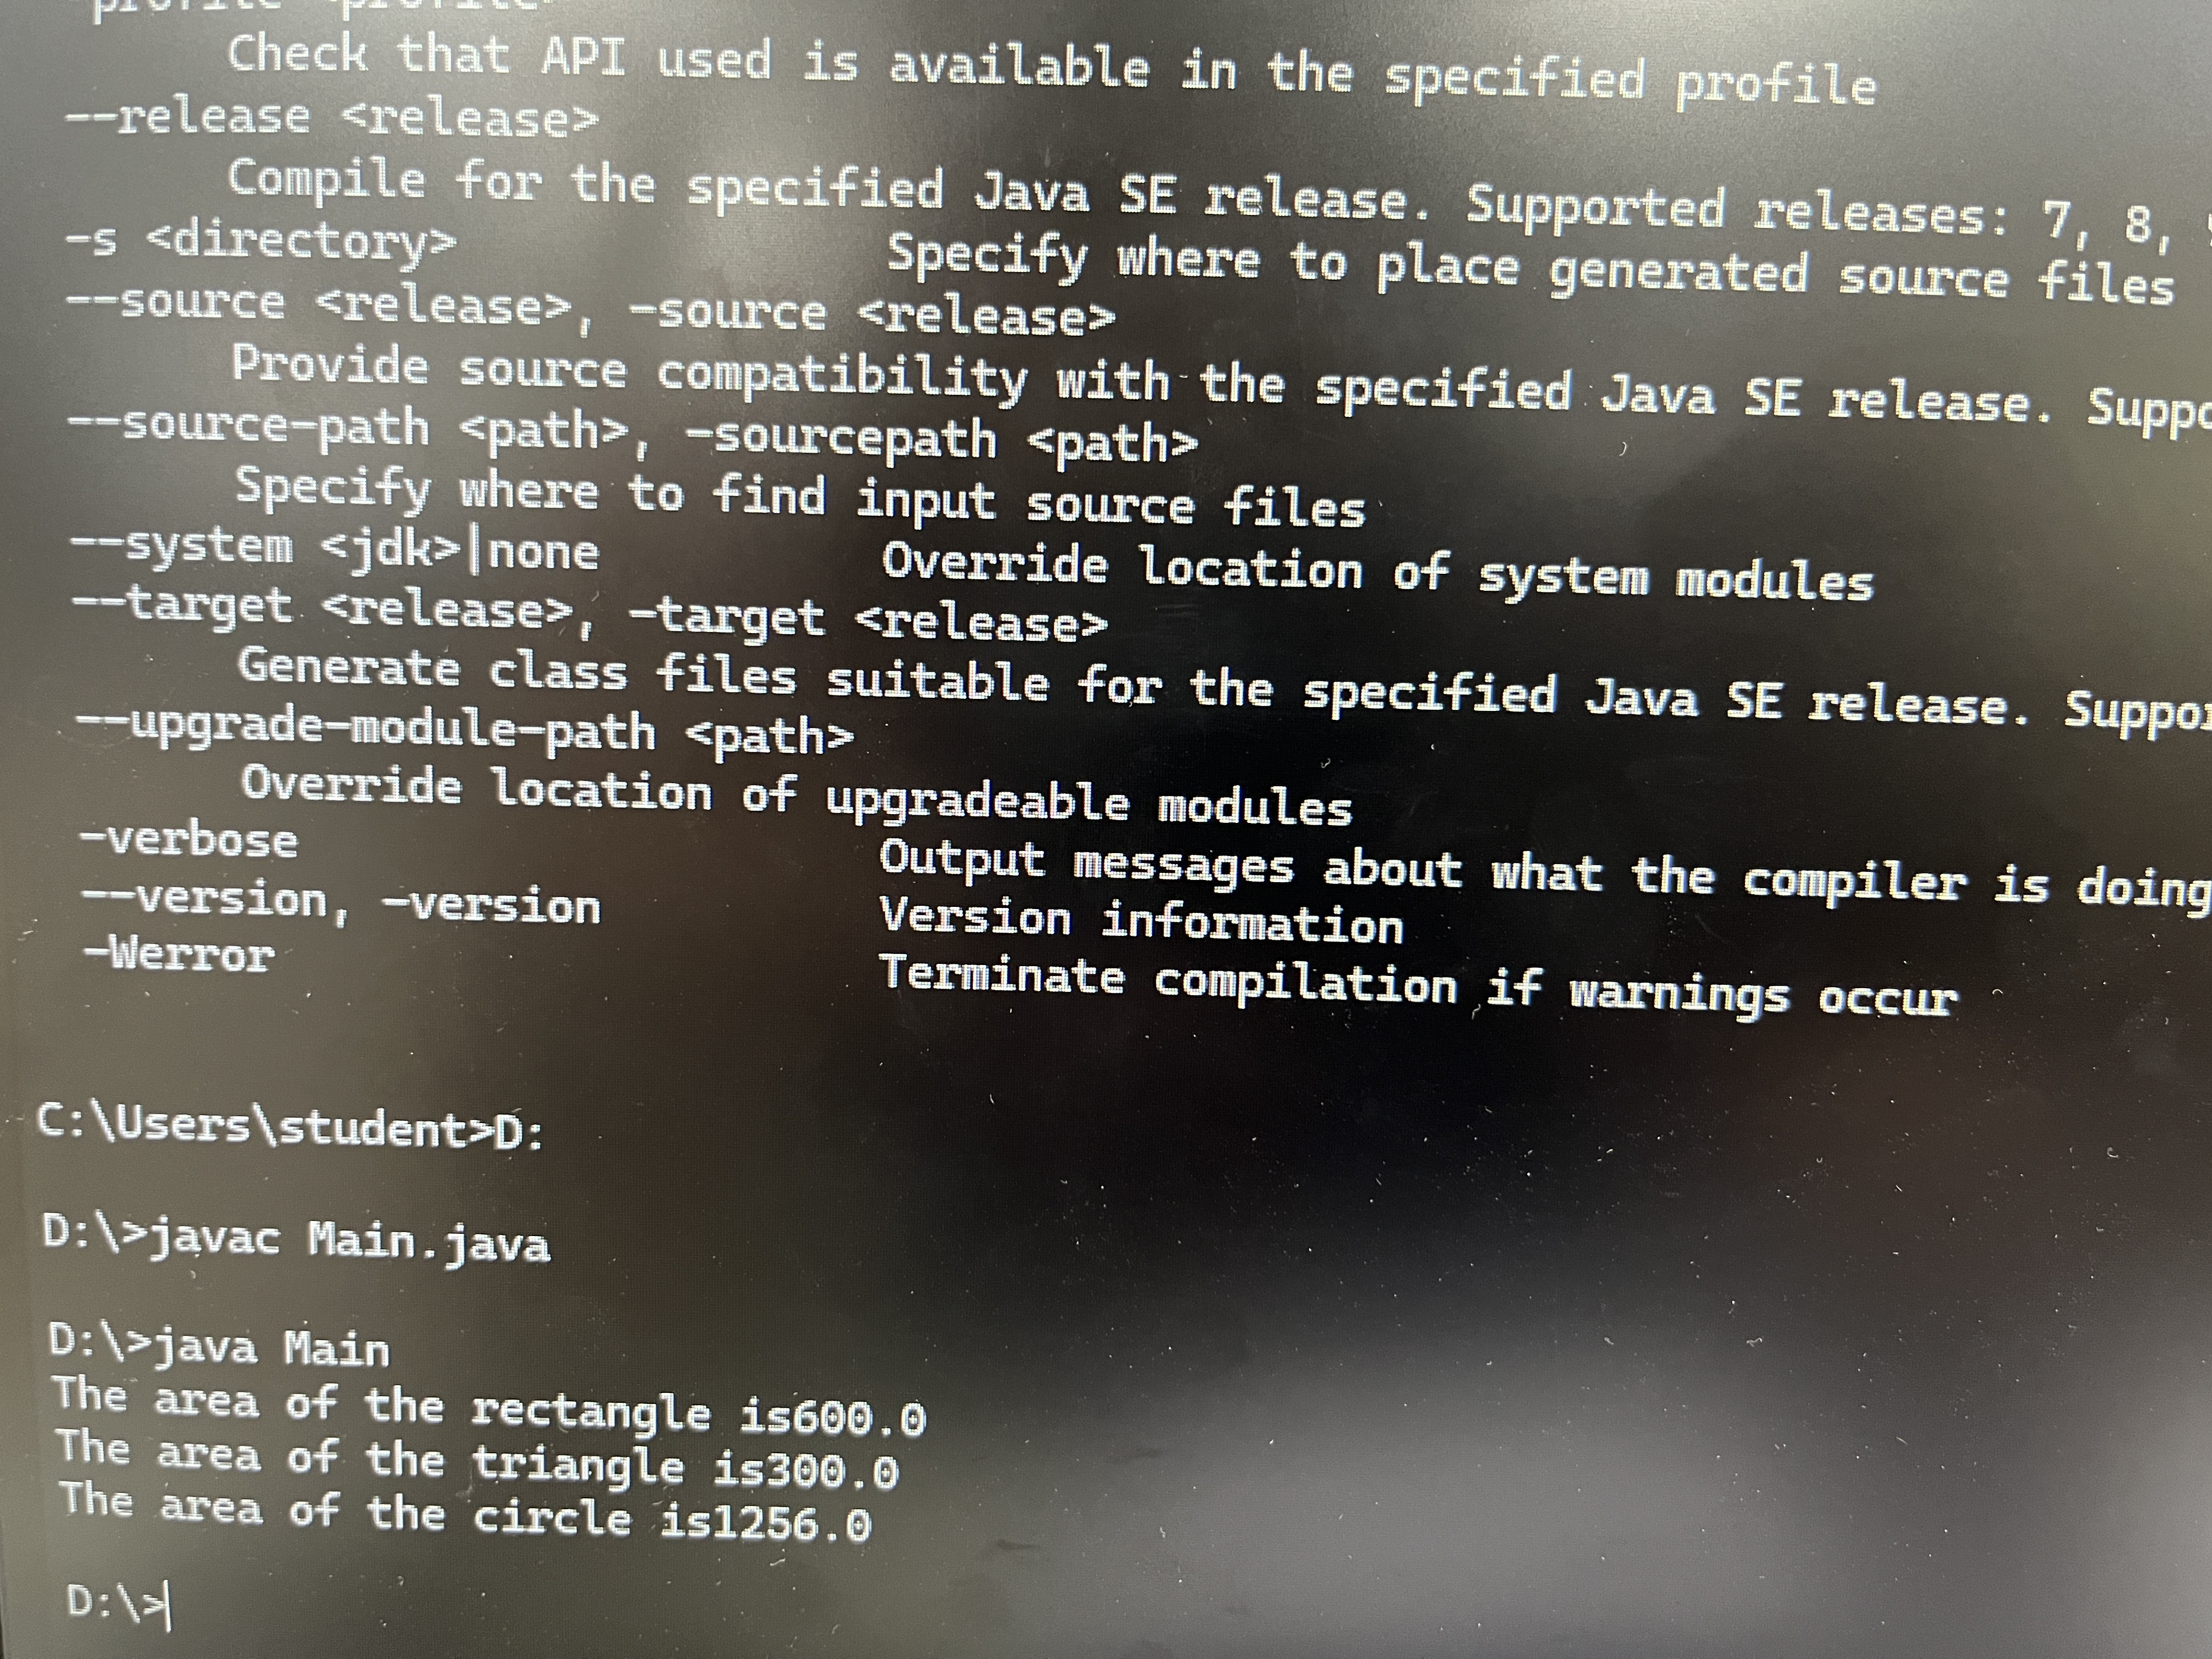 Check that API used is available in the specified profile
--release <release>
Compile for the specified Java SE release. Supported releases: 7, 8,
-s <directory> Specify where to place generated source files
--source <release>, -source <release>
Provide source compatibility with the specified Java SE release.
--source-path <path>, -sourcepath <path>
Specify where to find input source files
--system <jdk>|none Override location of system modules
--target <release>, -target <release>
Generate class files suitable for the specified Java SE release.
--upgrade-module-path <path>
Override location of upgradeable modules
-verbose Output messages about what the compiler is doing
--version, -version Version information
-Werror Terminate compilation if warnings occur
C:\Users\student>D:
D:\>javac Main.java
D:\>java Main
The area of the rectangle is600.0
The area of the triangle is300.0
The area of the circle is1256.0
D:\>